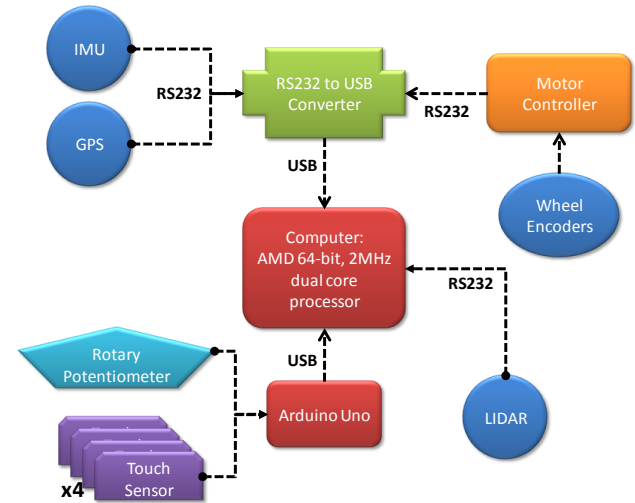 IMU
RS232
GPS
RS232 to USB
Converter
RS232
Motor
Controller
USB
Wheel
Encoders
Computer:
AMD 64-bit, 2MHz
dual core
processor
RS232
Rotary
Potentiometer
USB
Arduino Uno
LIDAR
Touch
Sensor
x4